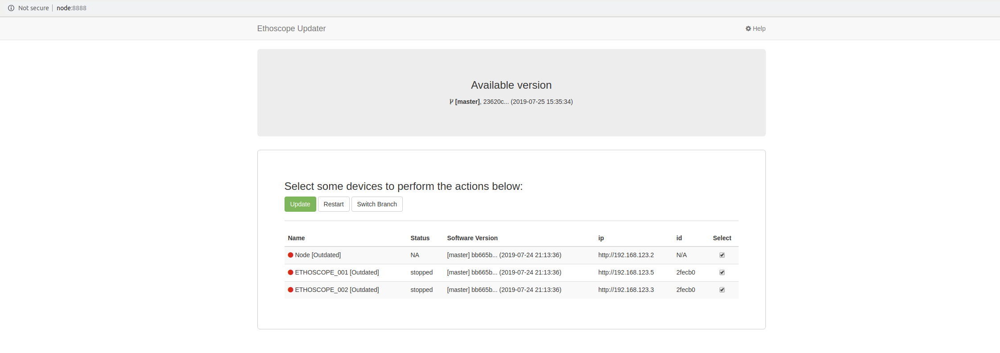 Not secure | node:8888
Ethoscope Updater Help
Available version
[master], 23620c... (2019-07-25 15:35:34)
Select some devices to perform the actions below:
Update Restart Switch Branch
Name Status Software Version ip id Select
Node [Outdated] NA [master] bb665b... (2019-07-24 21:13:36) http://192.168.123.2 N/A
ETHOSCOPE_001 [Outdated] stopped [master] bb665b... (2019-07-24 21:13:36) http://192.168.123.5 2fecb0
ETHOSCOPE_002 [Outdated] stopped [master] bb665b... (2019-07-24 21:13:36) http://192.168.123.3 2fecb0